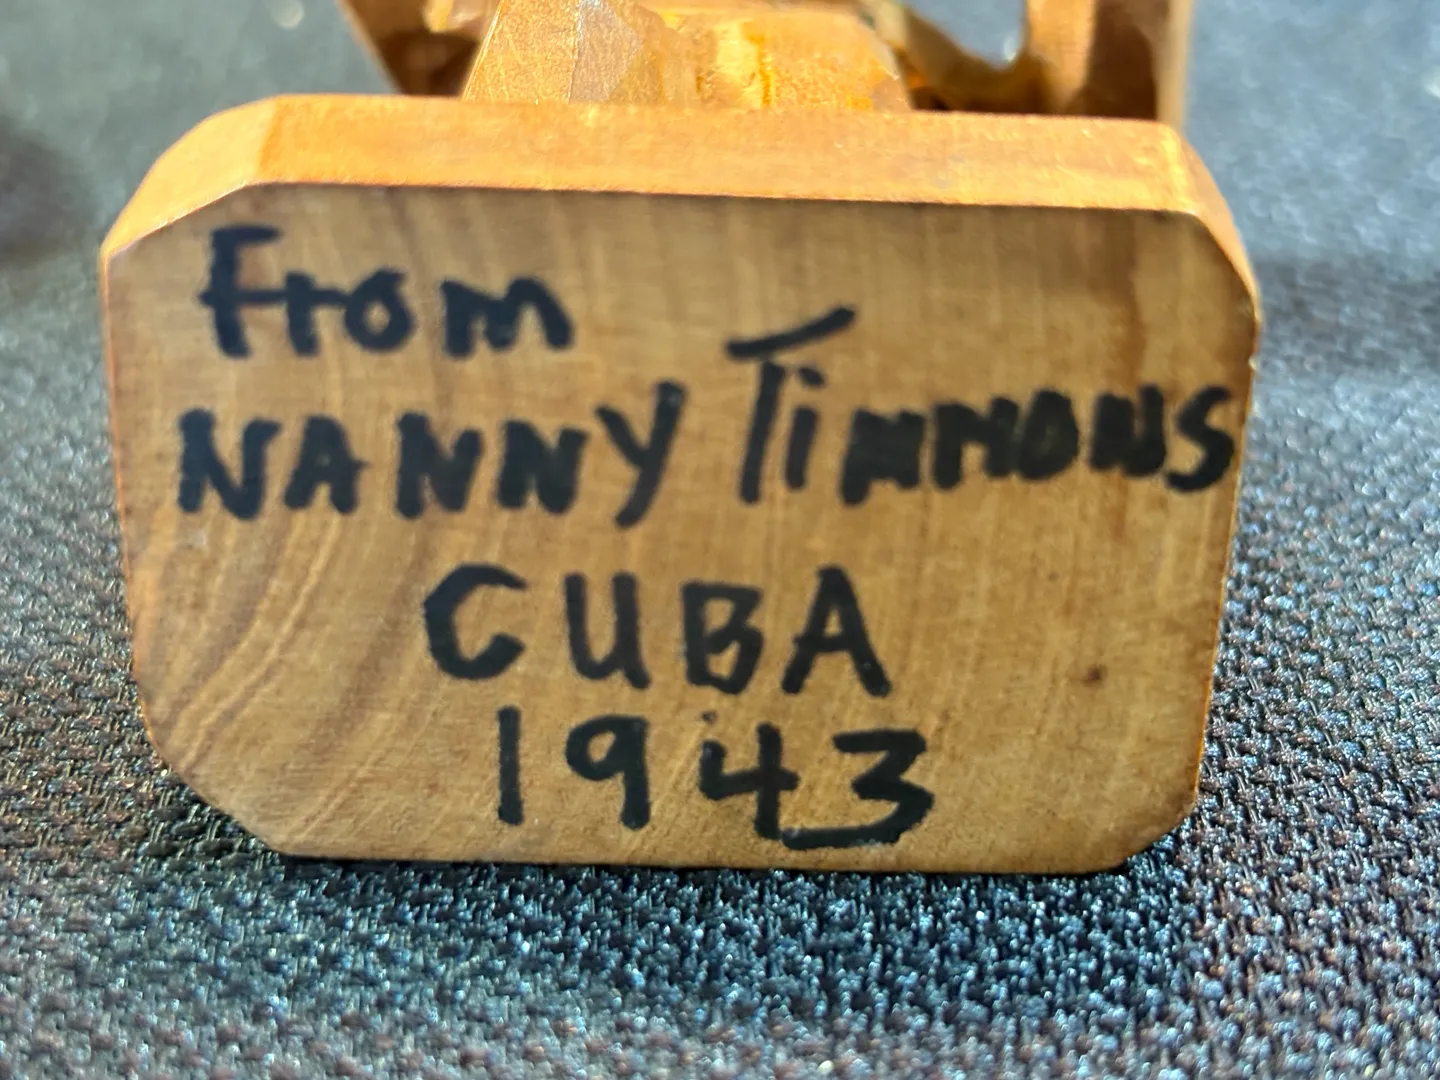 From
NANNY TiMMONS
CUBA
1943